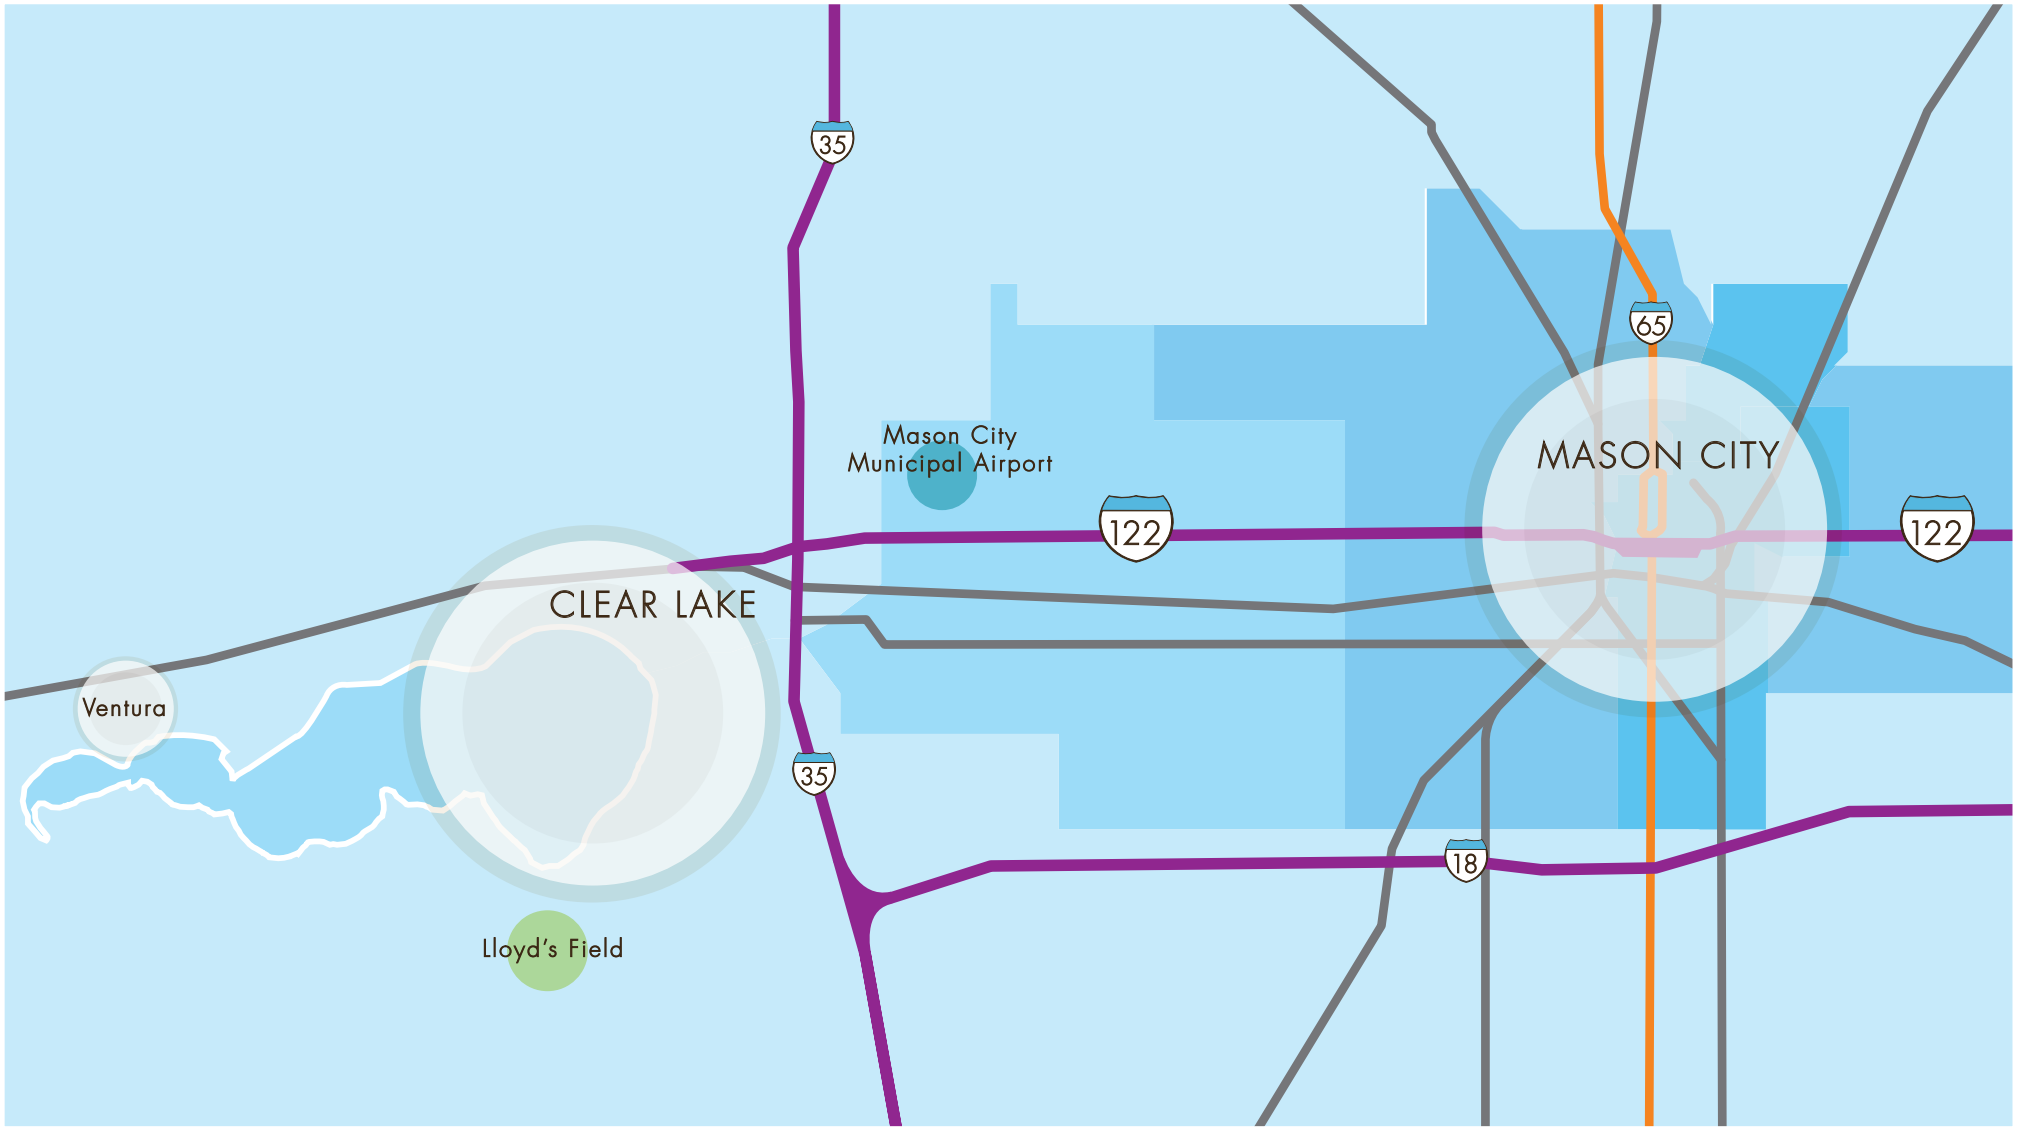 35
65
Mason City
Municipal Airport
MASON CITY
122
122
CLEAR LAKE
Ventura
35
18
Lloyd's Field